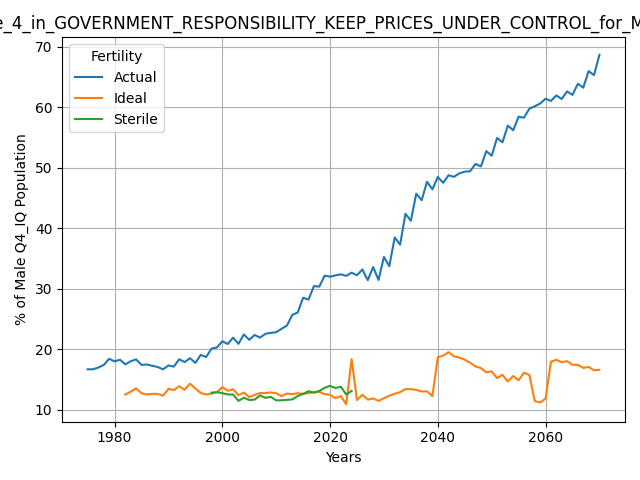 e_4_in_GOVERNMENT_RESPONSIBILITY_KEEP_PRICES_UNDER_CONTROL_for_M
Fertility
Actual
Ideal
Sterile
% of Male Q4_IQ Population
70
60
50
40
30
20
10
1980 2000 2020 2040 2060
Years